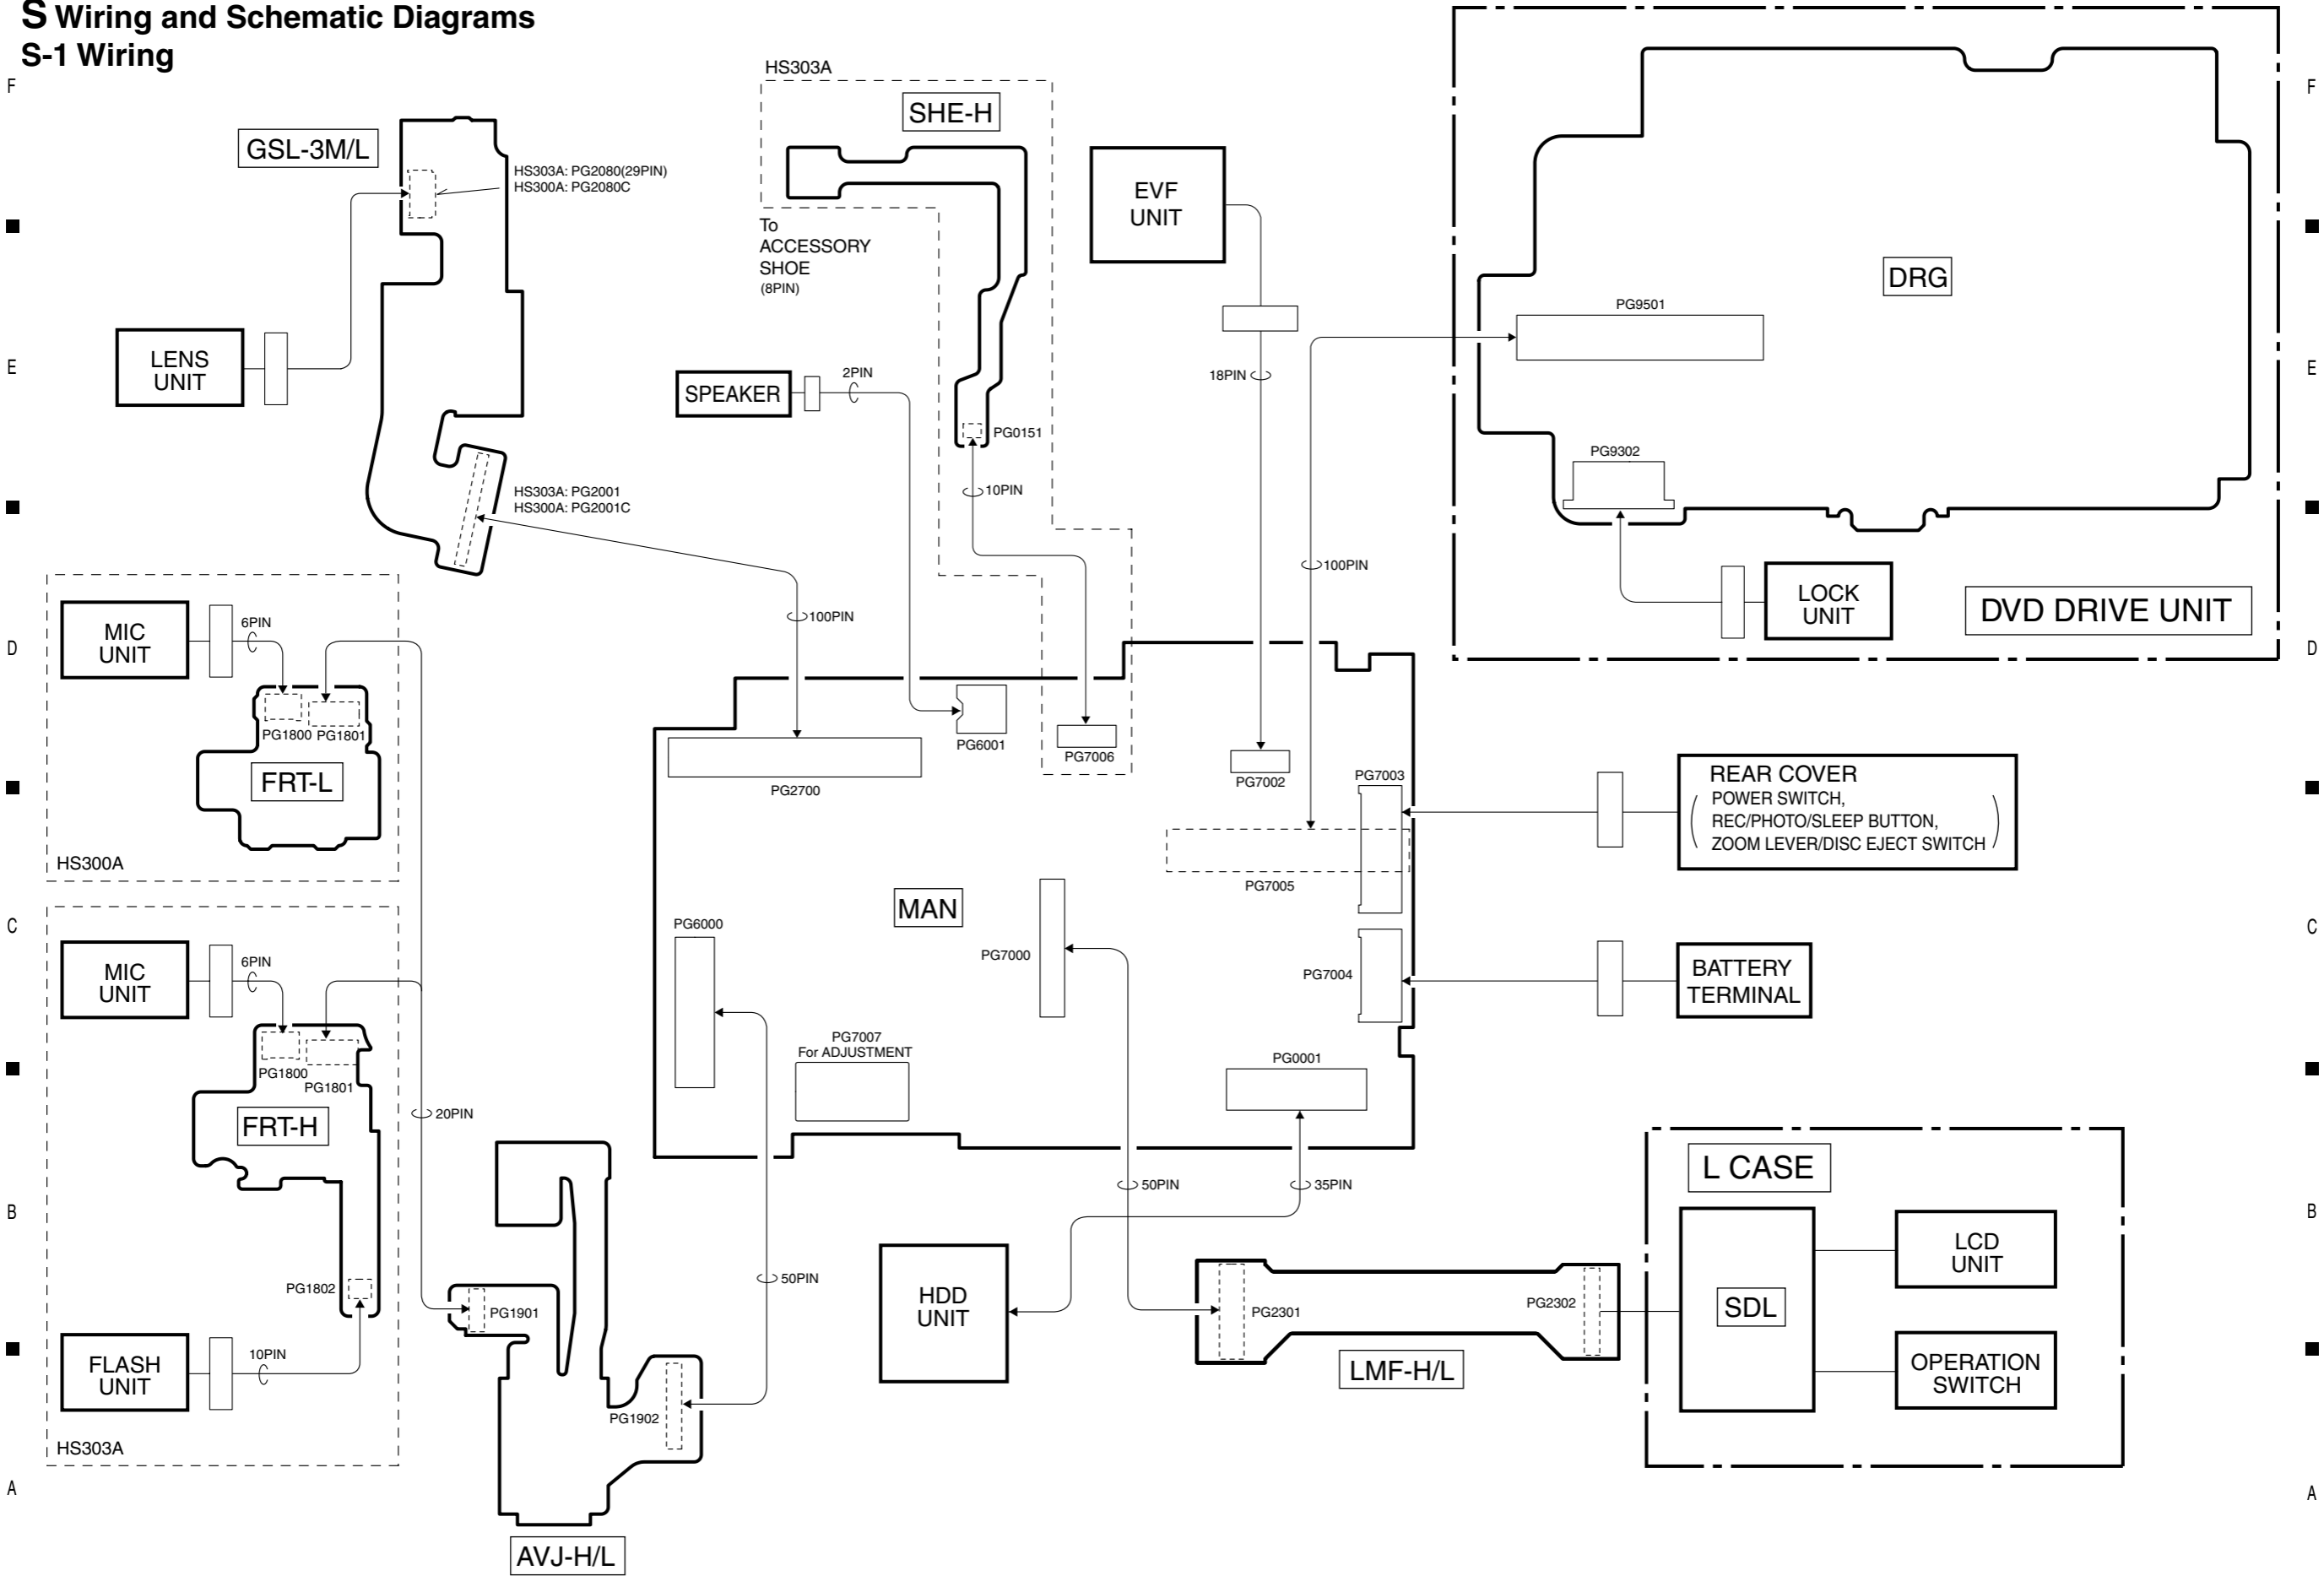 S Wiring and Schematic Diagrams
S-1 Wiring
F
F
HS303A
SHE-H
GSL-3M/L
HS303A: PG2080(29PIN)
HS300A: PG2080C
EVF
UNIT
To
ACCESSORY
SHOE
(8PIN)
DRG
PG9501
E
E
LENS
UNIT
SPEAKER
2PIN
18PIN
PG0151
PG9302
10PIN
HS303A: PG2001
HS300A: PG2001C
100PIN
LOCK
UNIT
DVD DRIVE UNIT
100PIN
D
D
MIC
UNIT
6PIN
PG1800
PG1801
FRT-L
HS300A
PG6001
PG7006
PG7002
PG2700
PG7003
REAR COVER
POWER SWITCH,
REC/PHOTO/SLEEP BUTTON,
ZOOM LEVER/DISC EJECT SWITCH
PG7005
MAN
C
C
MIC
UNIT
6PIN
PG6000
PG7000
PG7004
BATTERY
TERMINAL
PG7007
For ADJUSTMENT
PG0001
PG1800
PG1801
FRT-H
20PIN
L CASE
50PIN
35PIN
B
B
LCD
UNIT
50PIN
PG1802
PG1901
HDD
UNIT
PG2301
PG2302
SDL
FLASH
UNIT
10PIN
LMF-H/L
OPERATION
SWITCH
PG1902
HS303A
A
A
AVJ-H/L